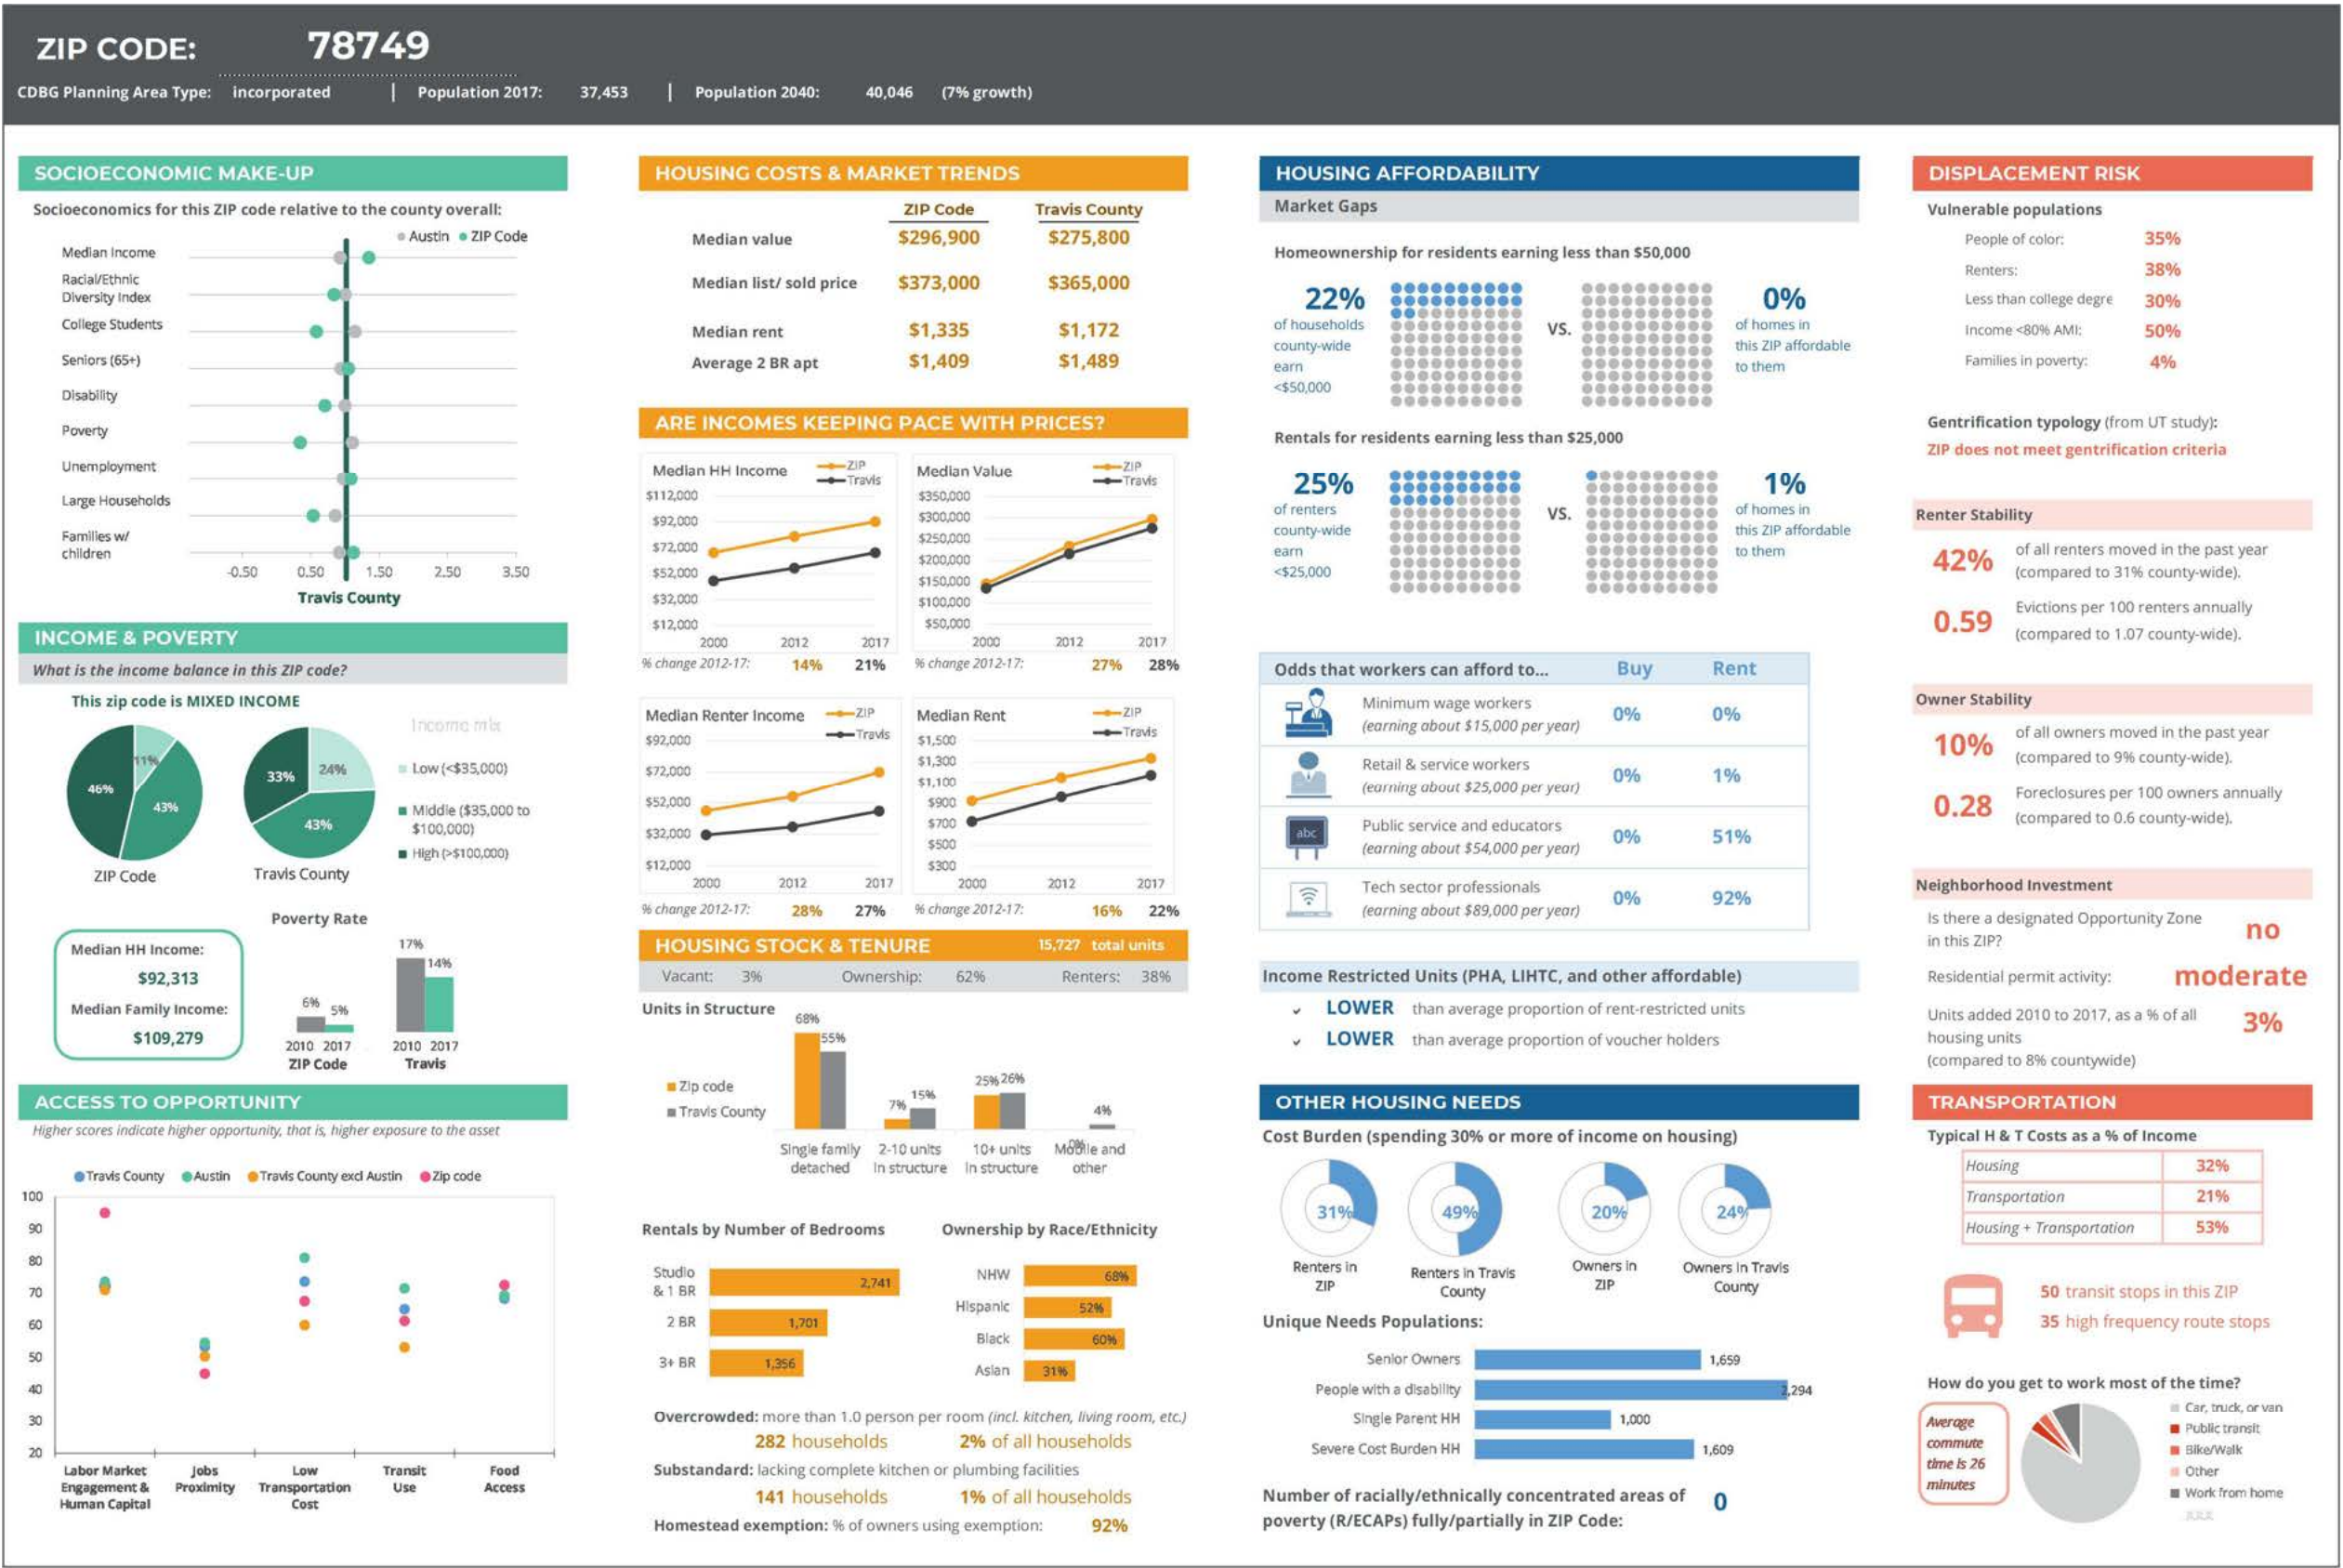 ZIP CODE: 78749
CDBG Planning Area Type: incorporated | Population 2017: 37,453 | Population 2040: 40,046 (7% growth)
SOCIOECONOMIC MAKE-UP
Socioeconomics for this ZIP code relative to the county overall:
Austin ZIP Code
Median Income
Racial/Ethnic
Diversity Index
College Students
Seniors (65+)
Disability
Poverty
Unemployment
Large Households
Families w/
children
-0.50 0.50 1.50 2.50 3.50
Travis County
INCOME & POVERTY
What is the income balance in this ZIP code?
This zip code is MIXED INCOME
Income mix
11%
46%
43%
33%
24%
43%
Low (<$35,000)
Middle ($35,000 to
$100,000)
High (>$100,000)
ZIP Code
Travis County
Poverty Rate
Median HH Income:
$92,313
Median Family Income:
$109,279
6% 5% 17% 14%
2010 2017 2010 2017
ZIP Code Travis
ACCESS TO OPPORTUNITY
Higher scores indicate higher opportunity, that is, higher exposure to the asset
Travis County Austin Travis County excl Austin Zip code
100
90
80
70
60
50
40
30
20
Labor Market
Engagement &
Human Capital
Jobs
Proximity
Low
Transportation
Cost
Transit
Use
Food
Access
HOUSING COSTS & MARKET TRENDS
ZIP Code Travis County
Median value $296,900 $275,800
Median list/ sold price $373,000 $365,000
Median rent $1,335 $1,172
Average 2 BR apt $1,409 $1,489
ARE INCOMES KEEPING PACE WITH PRICES?
Median HH Income
ZIP
Travis
$112,000
$92,000
$72,000
$52,000
$32,000
$12,000
2000 2012 2017
% change 2012-17: 14% 21%
Median Value
ZIP
Travis
$350,000
$300,000
$250,000
$200,000
$150,000
$100,000
$50,000
2000 2012 2017
% change 2012-17: 27% 28%
Median Renter Income
ZIP
Travis
$92,000
$72,000
$52,000
$32,000
$12,000
2000 2012 2017
% change 2012-17: 28% 27%
Median Rent
ZIP
Travis
$1,500
$1,300
$1,100
$900
$700
$500
$300
2000 2012 2017
% change 2012-17: 16% 22%
HOUSING STOCK & TENURE 15,727 total units
Vacant: 3% Ownership: 62% Renters: 38%
Units in Structure
Zip code
Travis County
68% 55%
7% 15%
25% 26%
0% 4%
Single family
detached
2-10 units
in structure
10+ units
in structure
Mobile and
other
Rentals by Number of Bedrooms
Studio
& 1 BR
2,741
2 BR 1,701
3+ BR 1,356
Ownership by Race/Ethnicity
NHW 68%
Hispanic 52%
Black 60%
Asian 31%
Overcrowded: more than 1.0 person per room (incl. kitchen, living room, etc.)
282 households 2% of all households
Substandard: lacking complete kitchen or plumbing facilities
141 households 1% of all households
Homestead exemption: % of owners using exemption: 92%
HOUSING AFFORDABILITY
Market Gaps
Homeownership for residents earning less than $50,000
22%
of households
county-wide
earn
<$50,000
VS.
0%
of homes in
this ZIP affordable
to them
Rentals for residents earning less than $25,000
25%
of renters
county-wide
earn
<$25,000
VS.
1%
of homes in
this ZIP affordable
to them
Odds that workers can afford to... Buy Rent
Minimum wage workers
(earning about $15,000 per year) 0% 0%
Retail & service workers
(earning about $25,000 per year) 0% 1%
abc
Public service and educators
(earning about $54,000 per year) 0% 51%
Tech sector professionals
(earning about $89,000 per year) 0% 92%
Income Restricted Units (PHA, LIHTC, and other affordable)
LOWER than average proportion of rent-restricted units
LOWER than average proportion of voucher holders
OTHER HOUSING NEEDS
Cost Burden (spending 30% or more of income on housing)
31% 49% 20% 24%
Renters in
ZIP
Renters in Travis
County
Owners in
ZIP
Owners in Travis
County
Unique Needs Populations:
Senior Owners 1,659
People with a disability 2,294
Single Parent HH 1,000
Severe Cost Burden HH 1,609
Number of racially/ethnically concentrated areas of
poverty (R/ECAPs) fully/partially in ZIP Code: 0
DISPLACEMENT RISK
Vulnerable populations
People of color: 35%
Renters: 38%
Less than college degre 30%
Income <80% AMI: 50%
Families in poverty: 4%
Gentrification typology (from UT study):
ZIP does not meet gentrification criteria
Renter Stability
42% of all renters moved in the past year
(compared to 31% county-wide).
0.59 Evictions per 100 renters annually
(compared to 1.07 county-wide).
Owner Stability
10% of all owners moved in the past year
(compared to 9% county-wide).
0.28 Foreclosures per 100 owners annually
(compared to 0.6 county-wide).
Neighborhood Investment
Is there a designated Opportunity Zone
in this ZIP? no
Residential permit activity: moderate
Units added 2010 to 2017, as a % of all
housing units 3%
(compared to 8% countywide)
TRANSPORTATION
Typical H & T Costs as a % of Income
Housing 32%
Transportation 21%
Housing + Transportation 53%
50 transit stops in this ZIP
35 high frequency route stops
How do you get to work most of the time?
Average
commute
time is 26
minutes
Car, truck, or van
Public transit
Bike/Walk
Other
Work from home